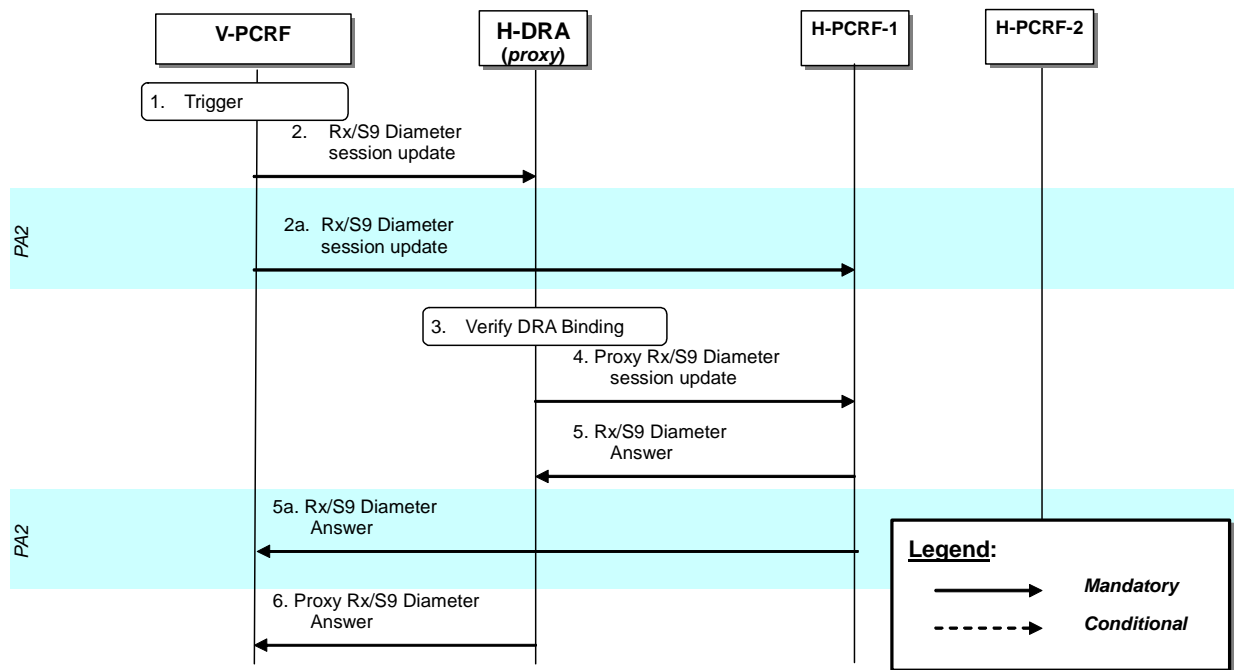 V-PCRF
H-DRA
(proxy)
H-PCRF-1
H-PCRF-2
1. Trigger
2. Rx/S9 Diameter
session update
PA2
2a. Rx/S9 Diameter
session update
3. Verify DRA Binding
4. Proxy Rx/S9 Diameter
session update
5. Rx/S9 Diameter
Answer
PA2
5a. Rx/S9 Diameter
Answer
6. Proxy Rx/S9 Diameter
Answer
Legend:
Mandatory
Conditional